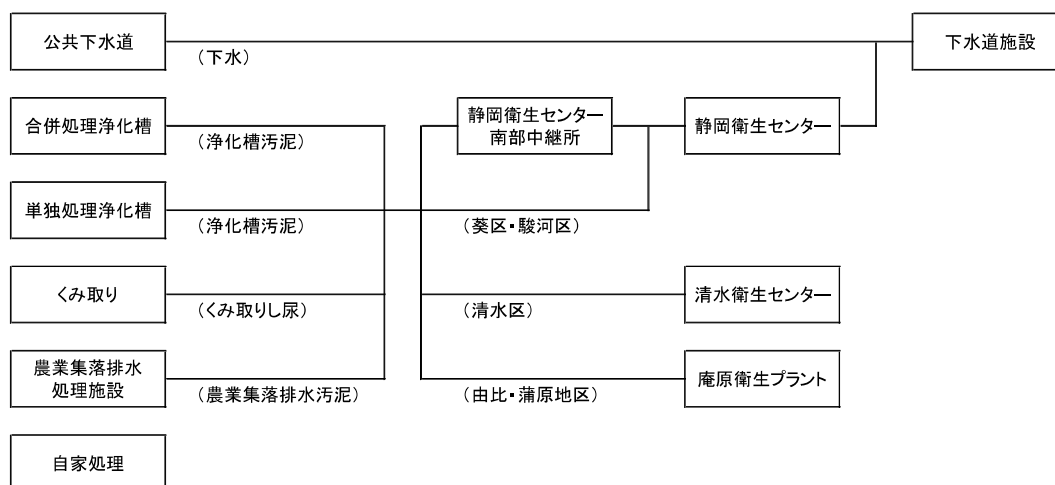 公共下水道
(下水)
下水道施設
合併処理浄化槽
(浄化槽汚泥)
静岡衛生センター
南部中継所
静岡衛生センター
単独処理浄化槽
(浄化槽汚泥)
(葵区・駿河区)
くみ取り
(くみ取りし尿)
(清水区)
清水衛生センター
農業集落排水
処理施設
(農業集落排水汚泥)
(由比・蒲原地区)
庵原衛生プラント
自家処理